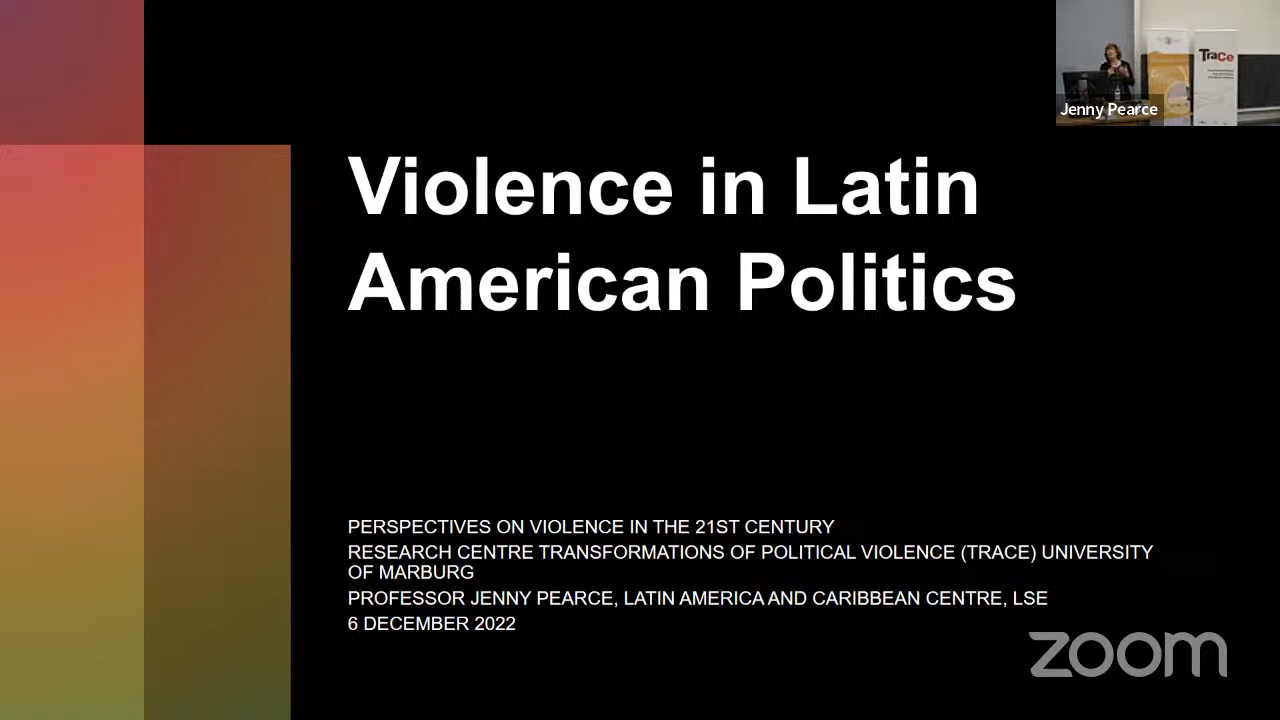 TraCe
Jenny Pearce
Violence in Latin
American Politics
PERSPECTIVES ON VIOLENCE IN THE 21ST CENTURY
RESEARCH CENTRE TRANSFORMATIONS OF POLITICAL VIOLENCE (TRACE) UNIVERSITY
OF MARBURG
PROFESSOR JENNY PEARCE, LATIN AMERICA AND CARIBBEAN CENTRE, LSE
6 DECEMBER 2022
zoom